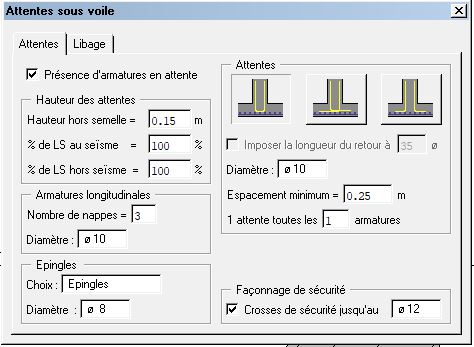 Attentes sous voile
Attentes
Libage
Présence d'armatures en attente
Hauteur des attentes
Hauteur hors semelle = 0.15 m
% de LS au seïsme = 100 %
% de LS hors seïsme = 100 %
Armatures longitudinales
Nombre de nappes = 3
Diamètre : ø 10
Epingles
Choix : Epingles
Diamètre : ø 8
Attentes
Imposer la longueur du retour à 35 ø
Diamètre : ø 10
Espacement minimum = 0.25 m
1 attente toutes les 1 armatures
Façonnage de sécurité
Crosses de sécurité jusqu'au ø 12